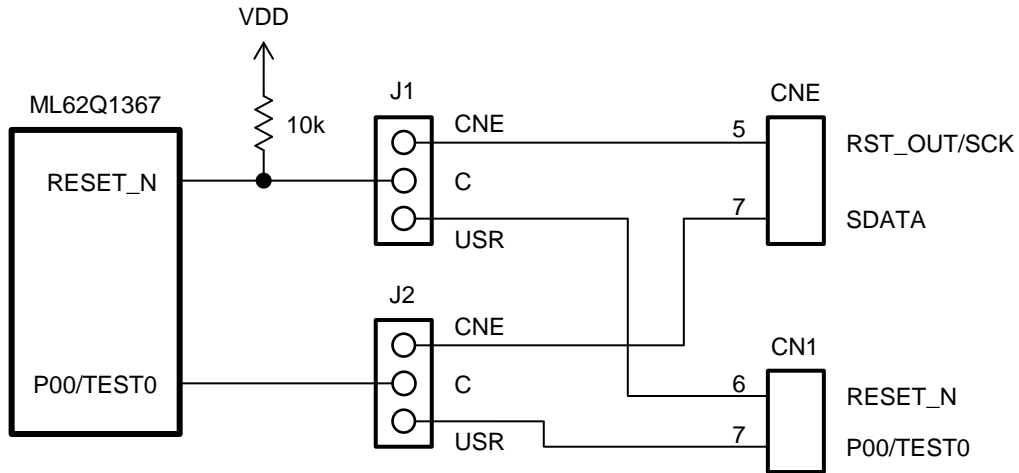 VDD
ML62Q1367
10k
RESET_N
P00/TEST0
J1
CNE
C
USR
J2
CNE
C
USR
CNE
5
RST_OUT/SCK
7
SDATA
CN1
6
RESET_N
7
P00/TEST0